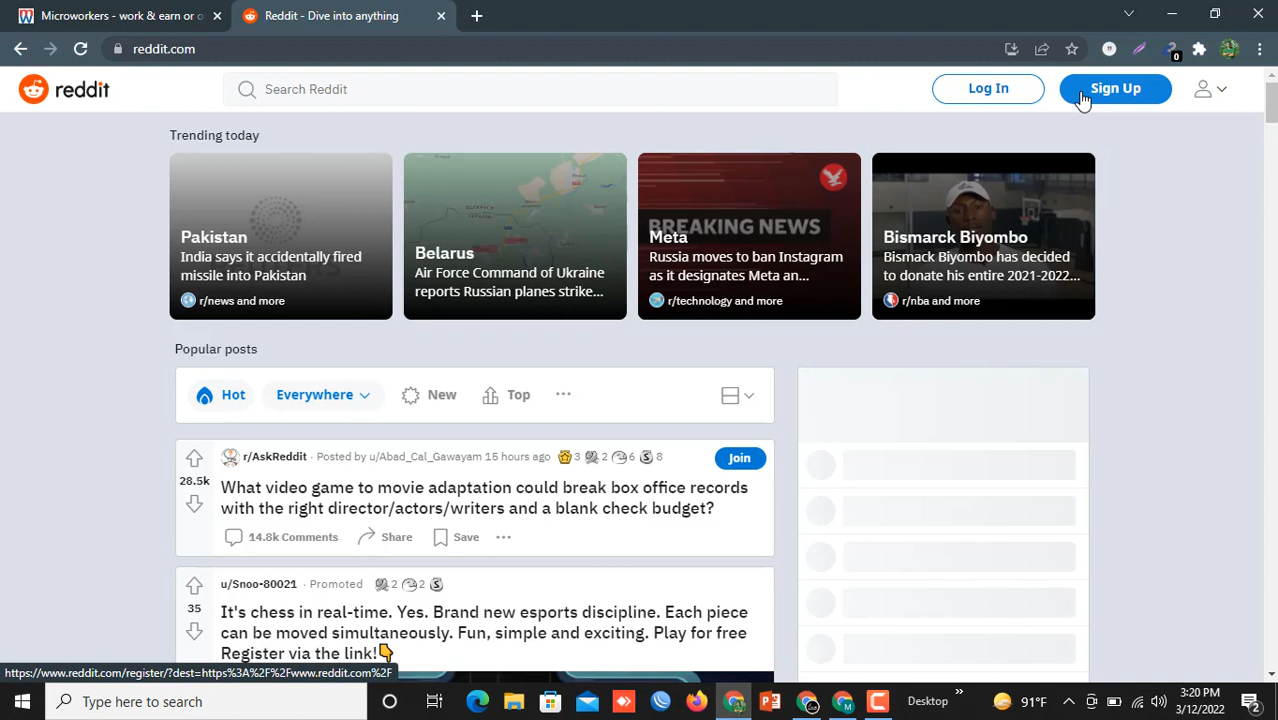 Microworkers - work & earn or o
Reddit - Dive into anything
reddit.com
0
reddit
Search Reddit
Log In
Sign Up
Trending today
Pakistan
India says it accidentally fired
missile into Pakistan
r/news and more
Belarus
Air Force Command of Ukraine
reports Russian planes strike...
r/technology and more
BREAKING NEWS
Meta
Russia moves to ban Instagram
as it designates Meta an...
r/technology and more
Bismarck Biyombo
Bismack Biyombo has decided
to donate his entire 2021-2022...
r/nba and more
Popular posts
Hot
Everywhere
New
Top
r/AskReddit · Posted by u/Abad_Cal_Gawayam 15 hours ago 3 2 6 8
Join
28.5k
What video game to movie adaptation could break box office records
with the right director/actors/writers and a blank check budget?
14.8k Comments
Share
Save
u/Snoo-80021 · Promoted 2 2
35
It's chess in real-time. Yes. Brand new esports discipline. Each piece
can be moved simultaneously. Fun, simple and exciting. Play for free
Register via the link!
https://www.reddit.com/register/?dest=https%3A%2F%2Fwww.reddit.com%2F
Type here to search
Desktop
91°F
3:20 PM
3/12/2022
2